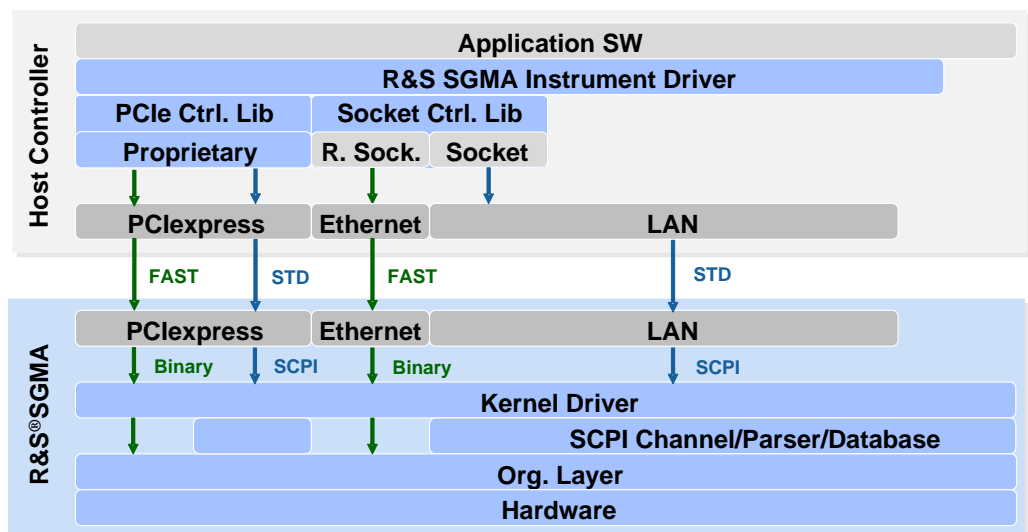 Host Controller
Application SW
R&S SGMA Instrument Driver
PCIe Ctrl. Lib Socket Ctrl. Lib
Proprietary R. Sock. Socket
PCIexpress Ethernet LAN
FAST STD FAST STD
R&S®SGMA
PCIexpress Ethernet LAN
Binary SCPI Binary SCPI
Kernel Driver
SCPI Channel/Parser/Database
Org. Layer
Hardware